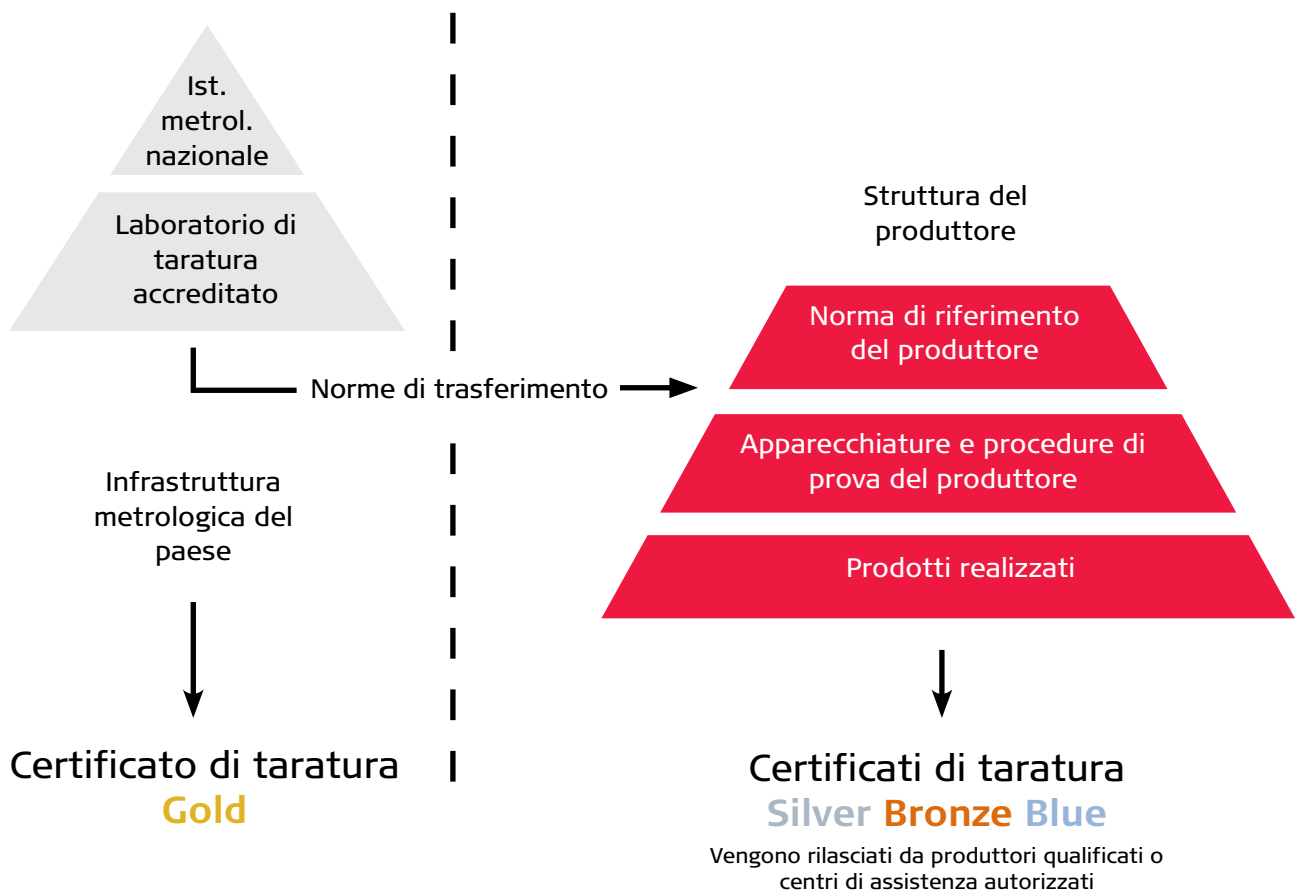 Ist.
metrol.
nazionale
Laboratorio di
taratura
accreditato
Struttura del
produttore
Norma di riferimento
del produttore
Norme di trasferimento
Apparecchiature e procedure di
prova del produttore
Infrastruttura
metrologica del
paese
Prodotti realizzati
Certificato di taratura
Gold
Certificati di taratura
Silver Bronze Blue
Vengono rilasciati da produttori qualificati o
centri di assistenza autorizzati